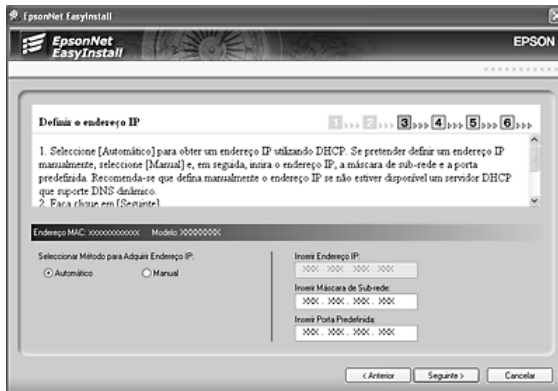 EpsonNet EasyInstall
EpsonNet
EasyInstall
EPSON
Definir o endereço IP
1 2 3 4 5 6
1. Seleccione [Automático] para obter um endereço IP utilizando DHCP. Se pretender definir um endereço IP
manualmente, seleccione [Manual] e, em seguida, insira o endereço IP, a máscara de sub-rede e a porta
predefinida. Recomenda-se que defina manualmente o endereço IP se não estiver disponível um servidor DHCP
que suporte DNS dinâmico.
2. Faça clique em [Seguinte]
Endereço MAC: XXXXXXXXXXXX Modelo: XXXXXXXX
Seleccionar Método para Adquirir Endereço IP:
Automático Manual
Inserir Endereço IP:
XXX . XXX . XXX . XXX
Inserir Máscara de Sub-rede:
XXX . XXX . XXX . XXX
Inserir Porta Predefinida:
XXX . XXX . XXX . XXX
< Anterior Seguinte > Cancelar